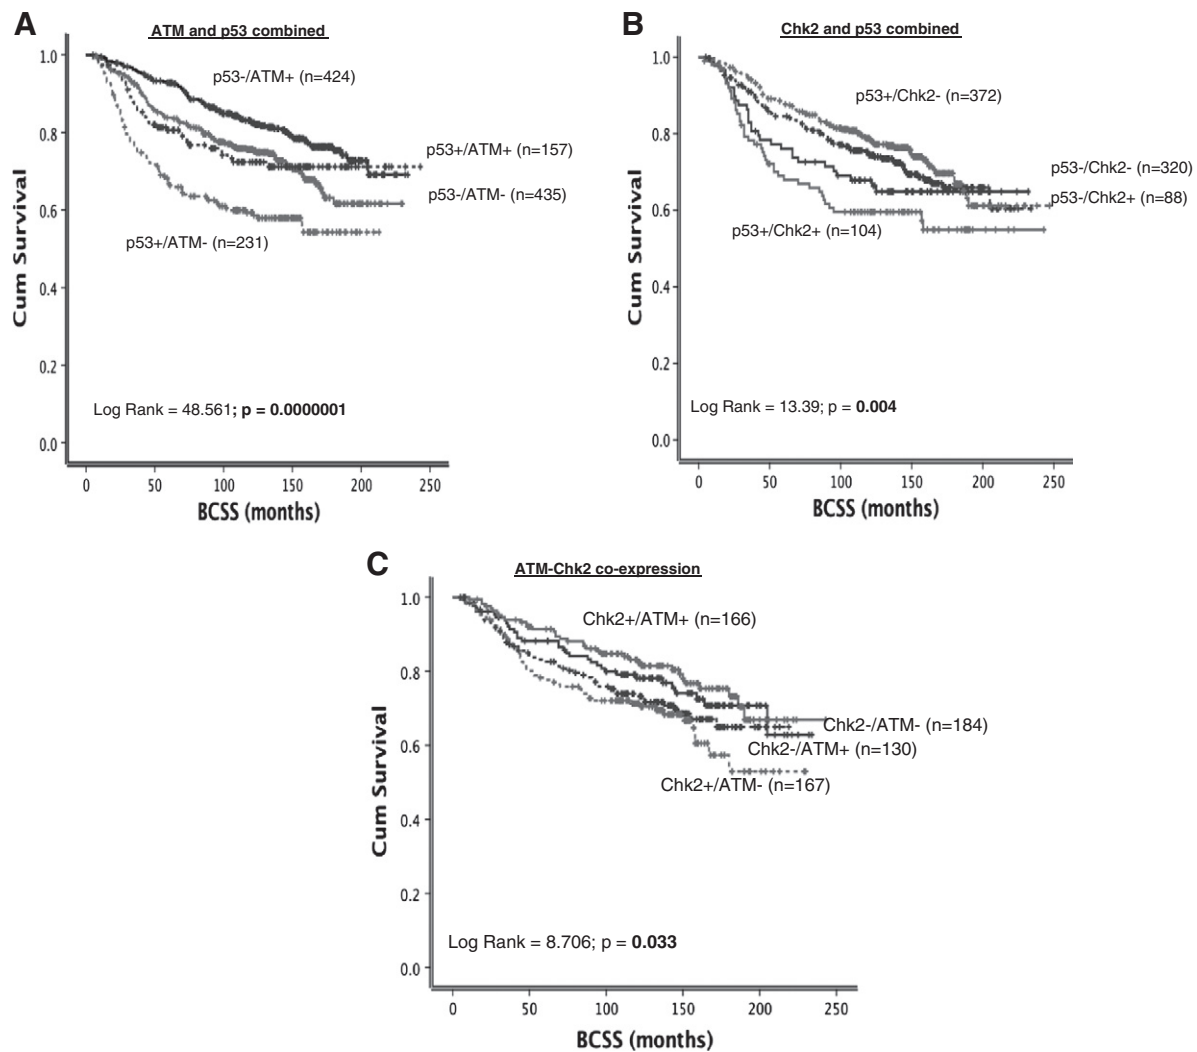 A
ATM and p53 combined
1.0
0.8
0.6
0.4
0.2
0.0
Cum Survival
p53-/ATM+ (n=424)
p53+/ATM+ (n=157)
p53-/ATM- (n=435)
p53+/ATM- (n=231)
Log Rank = 48.561; p = 0.0000001
0 50 100 150 200 250
BCSS (months)
B
Chk2 and p53 combined
1.0
0.8
0.6
0.4
0.2
0.0
Cum Survival
p53+/Chk2- (n=372)
p53-/Chk2- (n=320)
p53-/Chk2+ (n=88)
p53+/Chk2+ (n=104)
Log Rank = 13.39; p = 0.004
0 50 100 150 200 250
BCSS (months)
C
ATM-Chk2 co-expression
1.0
0.8
0.6
0.4
0.2
0.0
Cum Survival
Chk2+/ATM+ (n=166)
Chk2-/ATM- (n=184)
Chk2-/ATM+ (n=130)
Chk2+/ATM- (n=167)
Log Rank = 8.706; p = 0.033
0 50 100 150 200 250
BCSS (months)